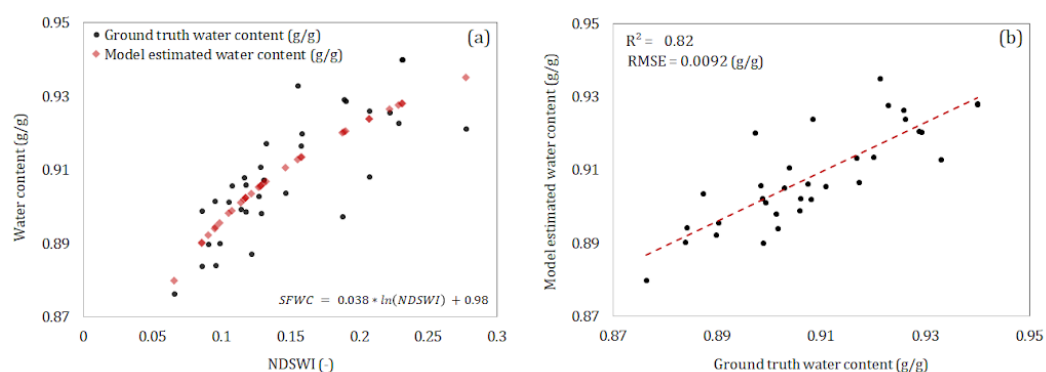 0.95
0.93
0.91
0.89
0.87
Water content (g/g)
Ground truth water content (g/g)
Model estimated water content (g/g)
(a)
SFWC = 0.038 * ln(NDSWI) + 0.98
0 0.05 0.1 0.15 0.2 0.25 0.3
NDSWI (-)
0.95
0.93
0.91
0.89
0.87
Model estimated water content (g/g)
R² = 0.82
RMSE = 0.0092 (g/g)
(b)
0.87 0.89 0.91 0.93 0.95
Ground truth water content (g/g)